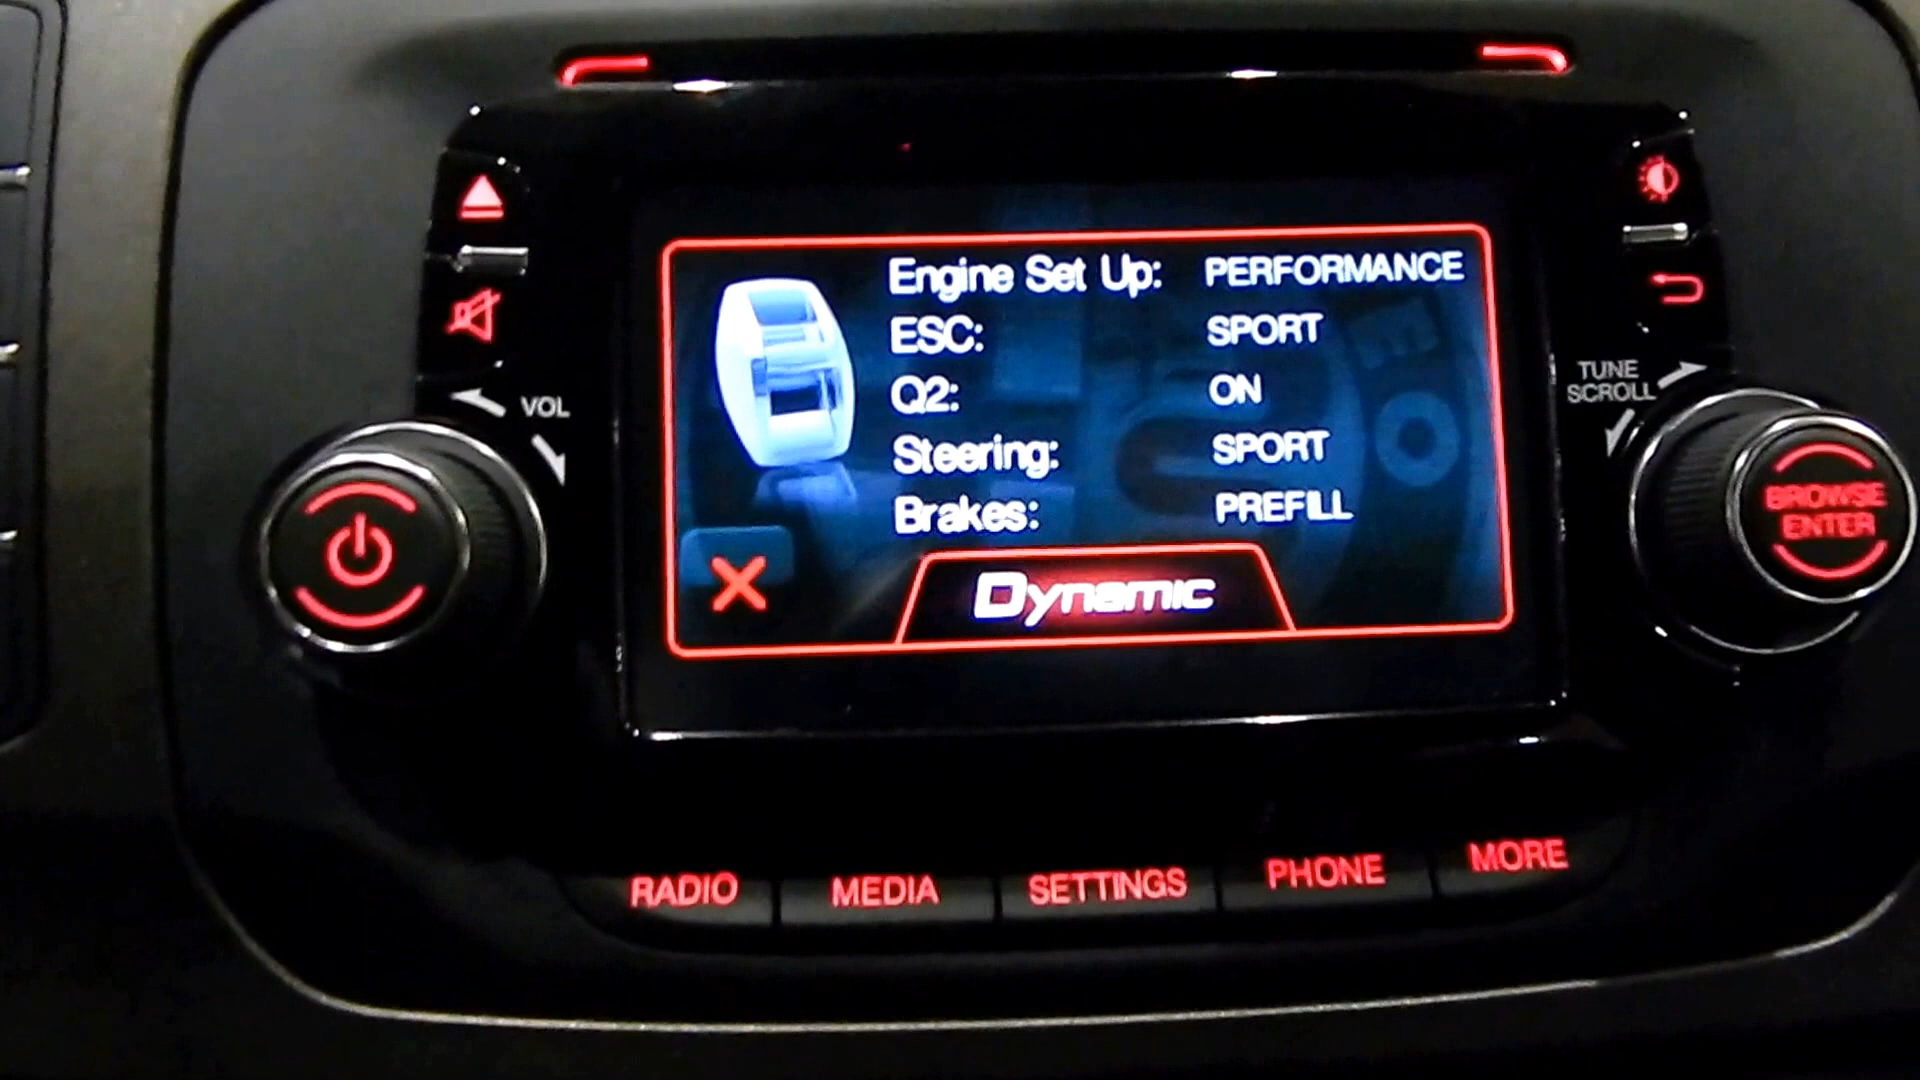 Engine Set Up: PERFORMANCE
ESC: SPORT
Q2: ON
Steering: SPORT
Brakes: PREFILL
Dynamic
VOL
TUNE
SCROLL
BROWSE
ENTER
RADIO MEDIA SETTINGS PHONE MORE